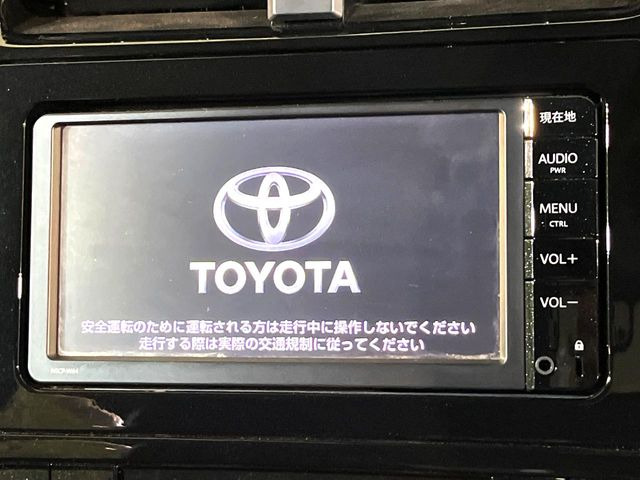 現在地
AUDIO
PWR
MENU
CTRL
VOL+
VOL−
TOYOTA
安全運転のために運転される方は走行中に操作しないでください
走行する際は実際の交通規制に従ってください